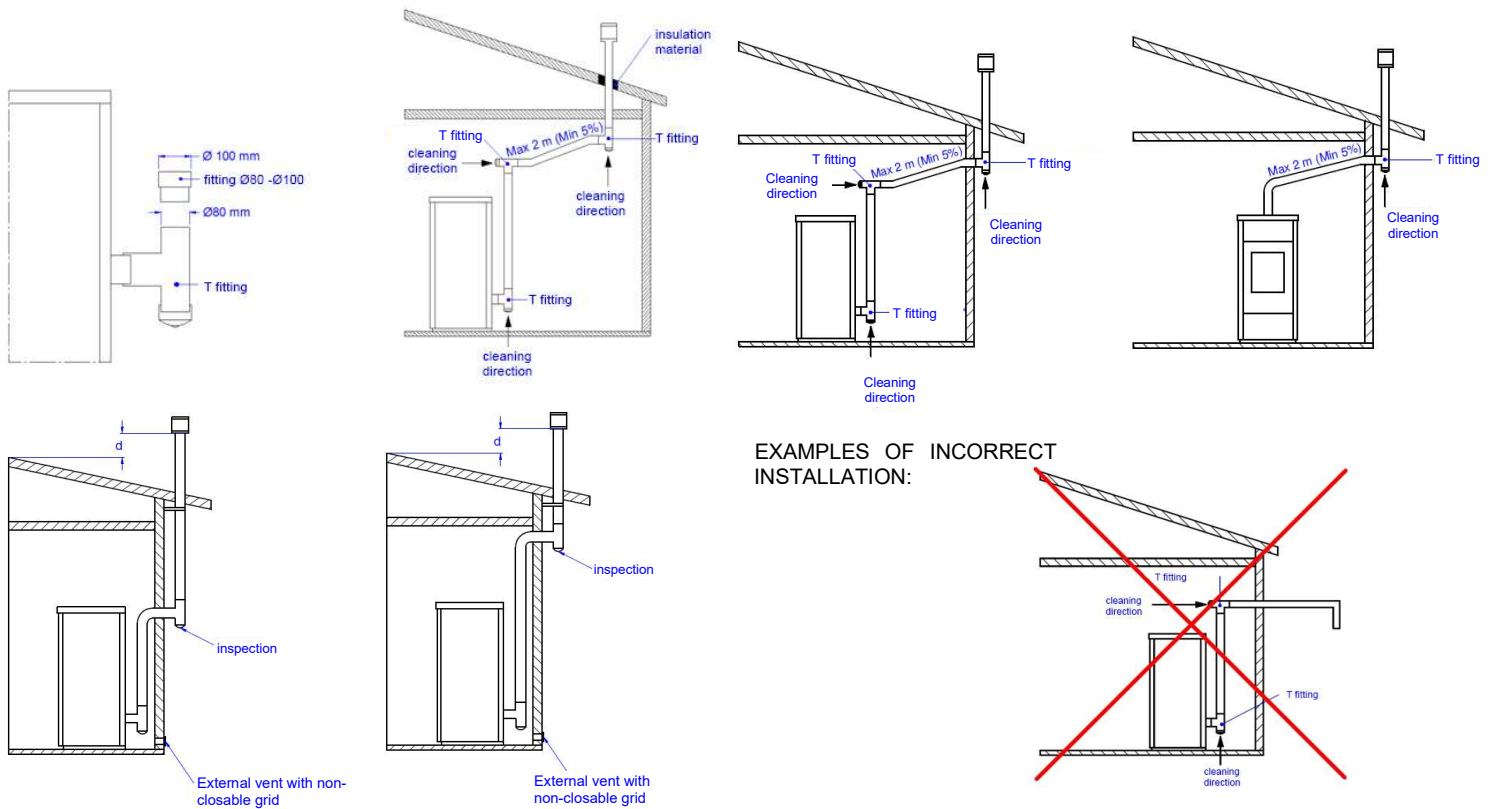 Ø 100 mm
fitting Ø80 -Ø100
Ø80 mm
T fitting
insulation
material
T fitting
Max 2 m (Min 5%)
T fitting
cleaning
direction
cleaning
direction
T fitting
cleaning
direction
T fitting
Max 2 m (Min 5%)
T fitting
Cleaning
direction
Cleaning
direction
T fitting
Cleaning
direction
Max 2 m (Min 5%)
T fitting
Cleaning
direction
d
inspection
External vent with non-
closable grid
d
inspection
External vent with
non-closable grid
EXAMPLES OF INCORRECT
INSTALLATION:
T fitting
cleaning
direction
T fitting
cleaning
direction